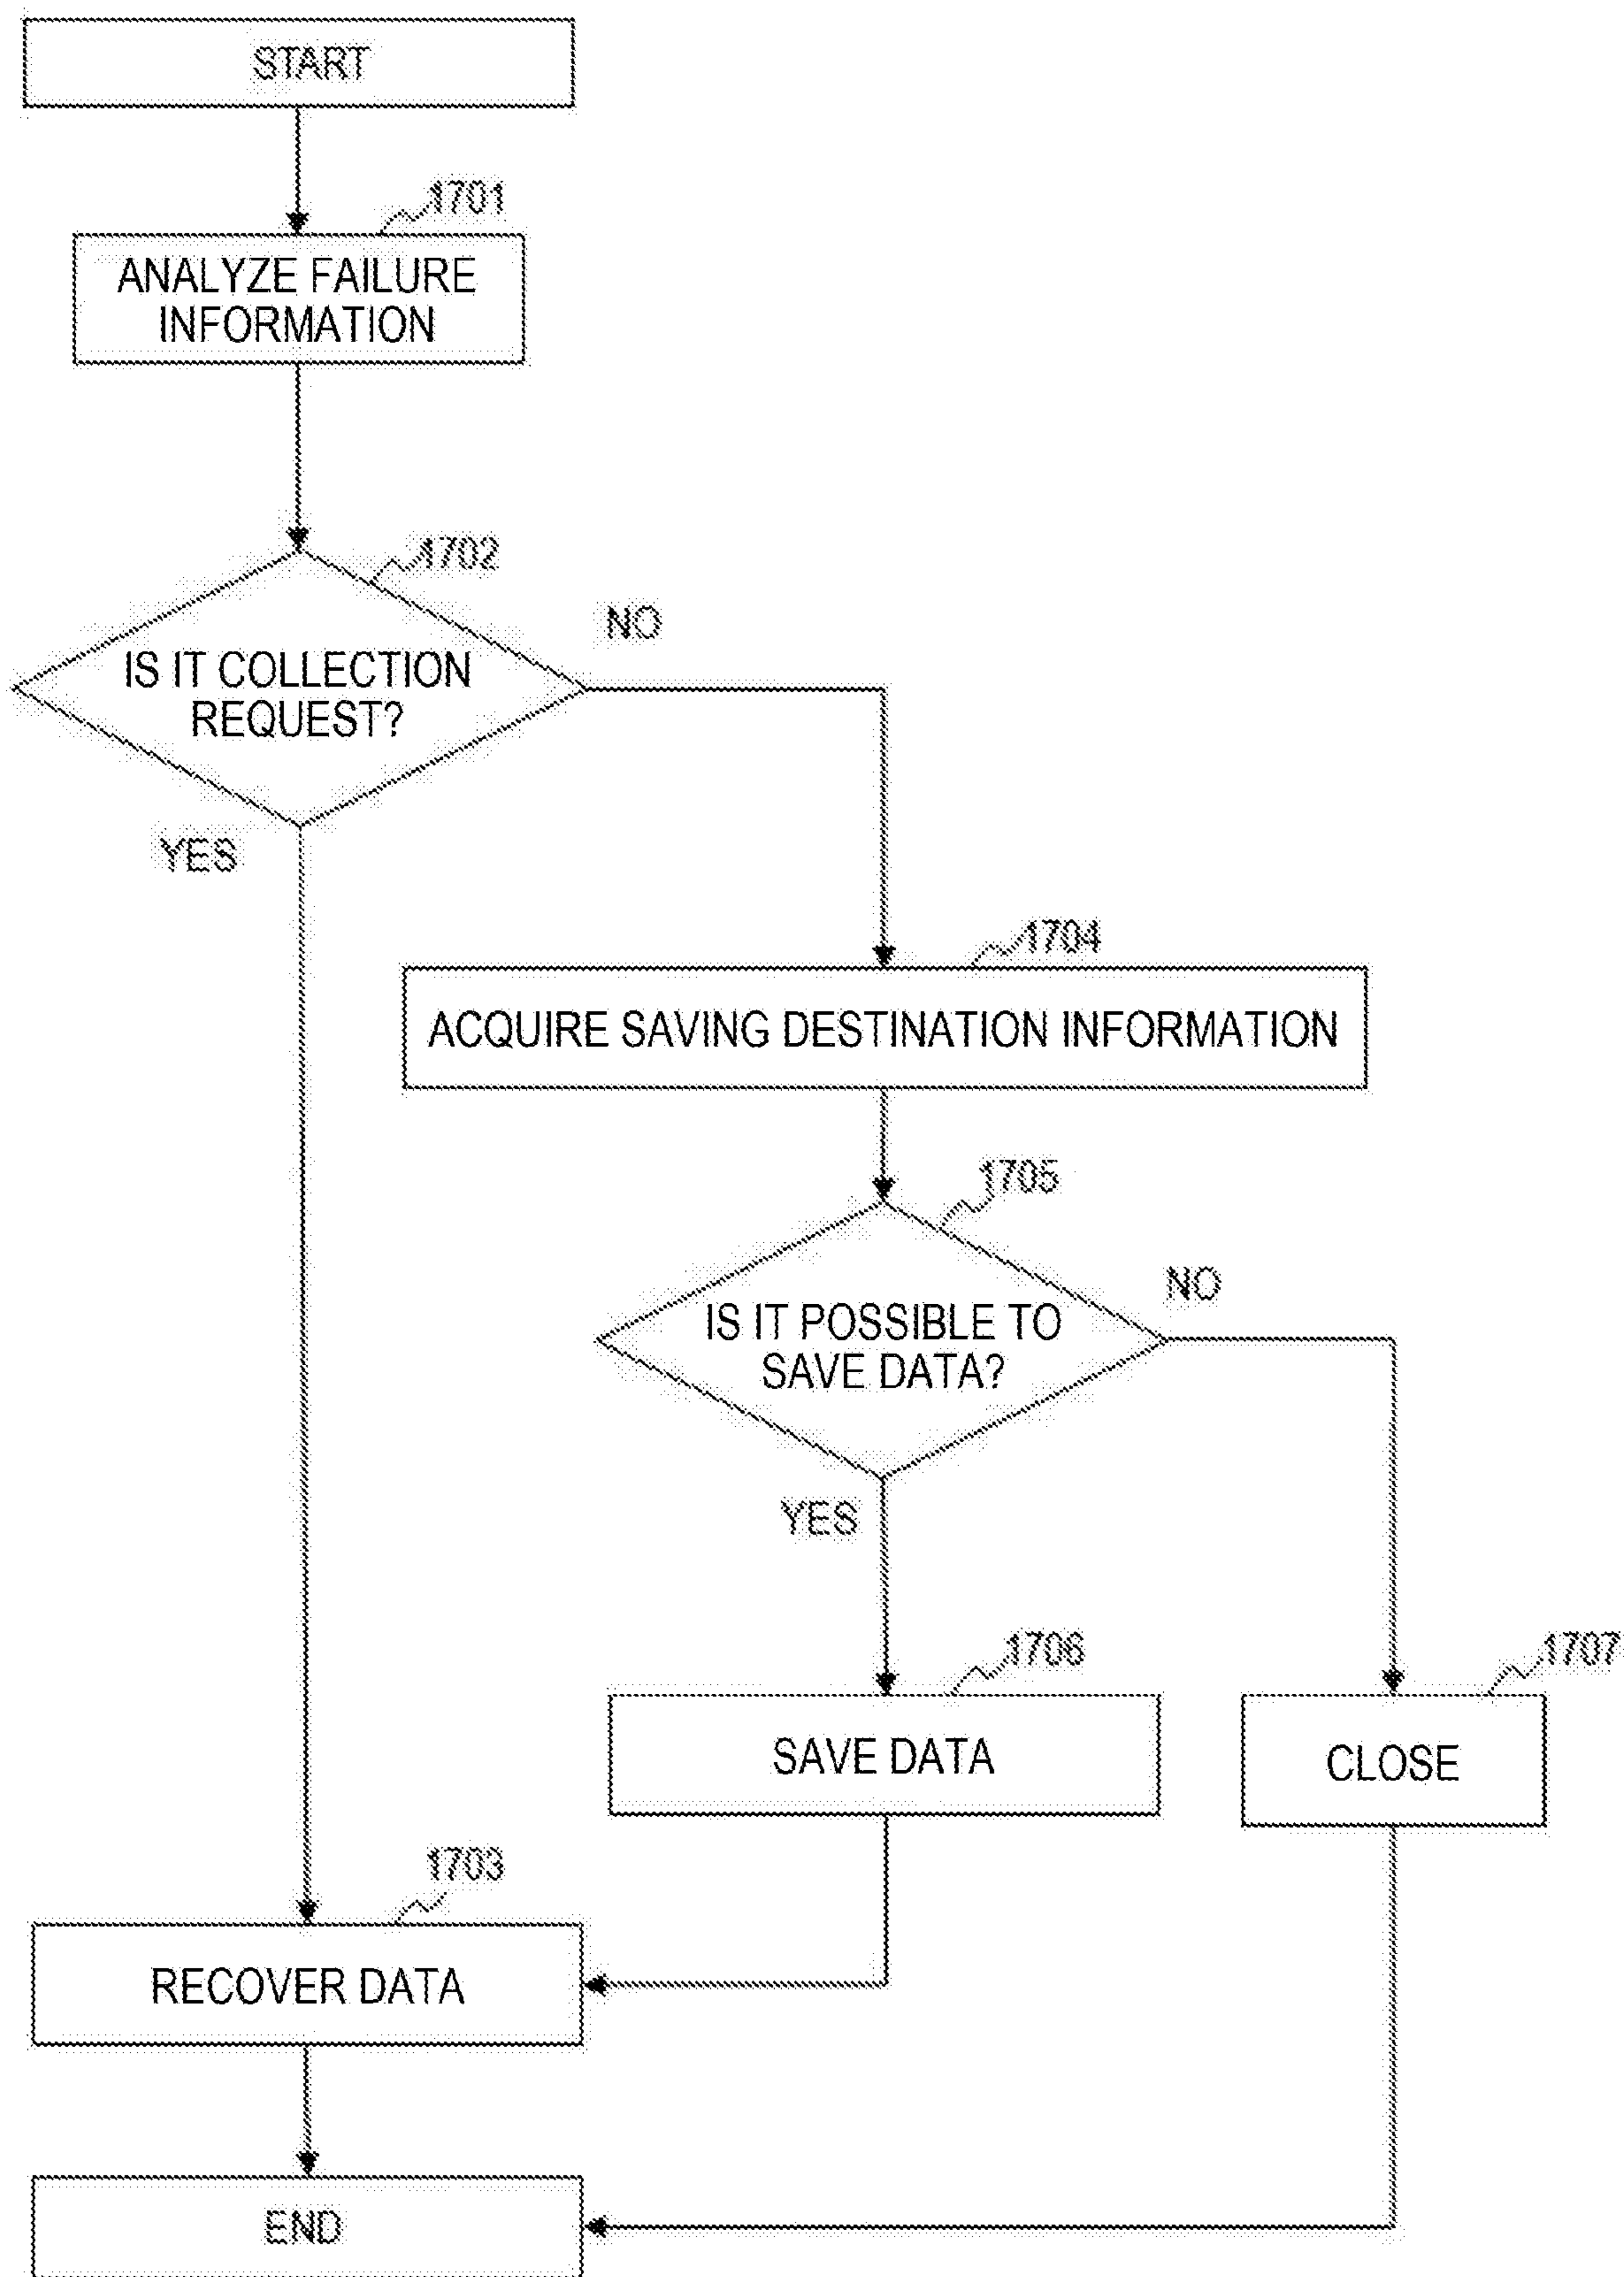 START
1701
ANALYZE FAILURE
INFORMATION
1702
NO
IS IT COLLECTION
REQUEST?
YES
1704
ACQUIRE SAVING DESTINATION INFORMATION
1705
NO
IS IT POSSIBLE TO
SAVE DATA?
YES
1706
1707
SAVE DATA
CLOSE
1703
RECOVER DATA
END